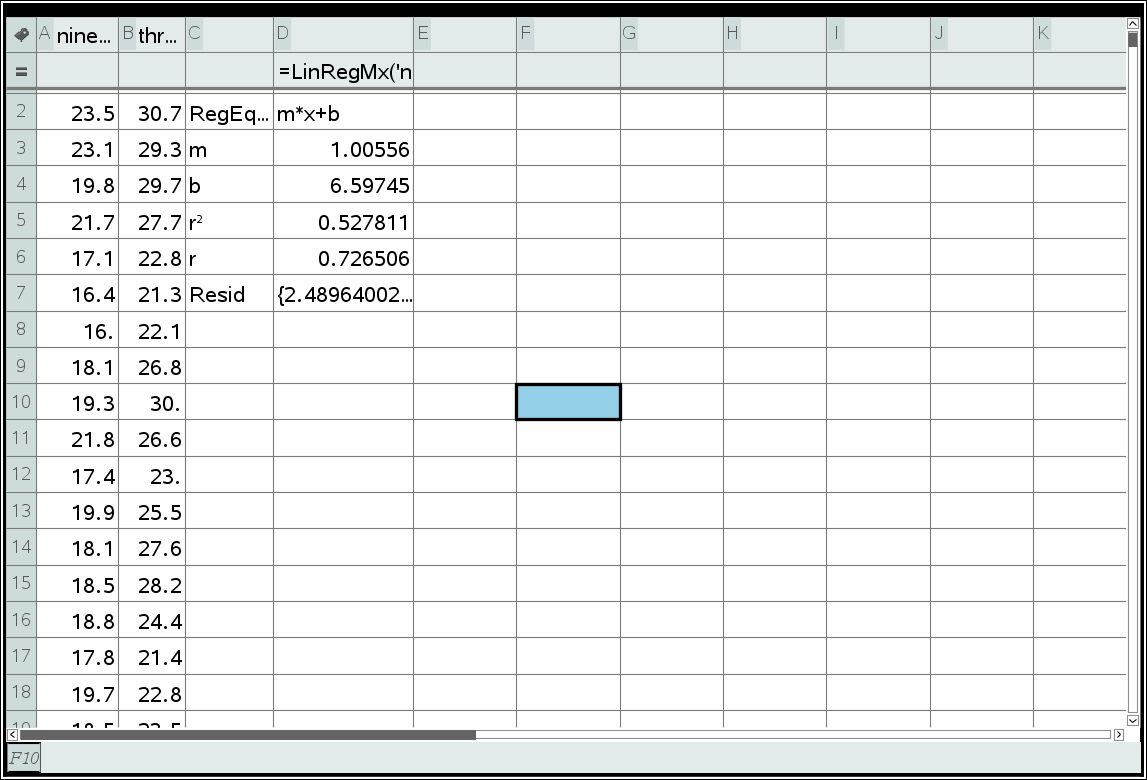 A nine... B thr... C D E F G H I J K
= =LinRegMx('n
2 23.5 30.7 RegEq... m*x+b
3 23.1 29.3 m 1.00556
4 19.8 29.7 b 6.59745
5 21.7 27.7 r² 0.527811
6 17.1 22.8 r 0.726506
7 16.4 21.3 Resid {2.48964002...
8 16. 22.1
9 18.1 26.8
10 19.3 30.
11 21.8 26.6
12 17.4 23.
13 19.9 25.5
14 18.1 27.6
15 18.5 28.2
16 18.8 24.4
17 17.8 21.4
18 19.7 22.8
F10